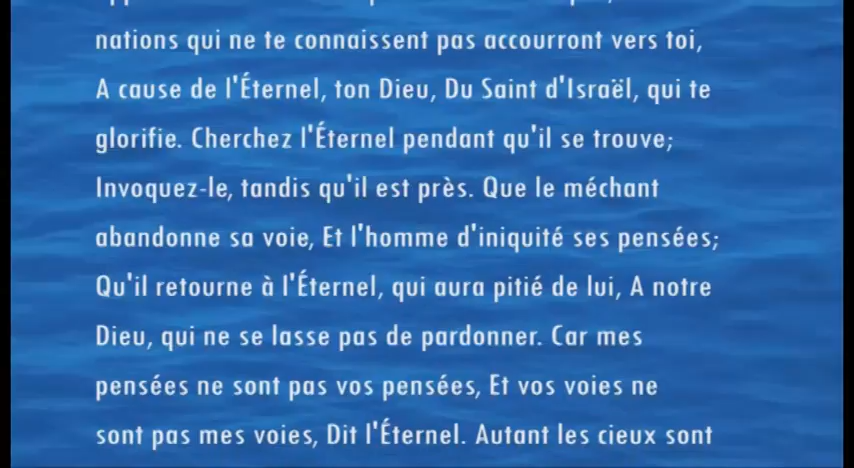 nations qui ne te connaissent pas accourront vers toi,
A cause de l'Éternel, ton Dieu, Du Saint d'Israël, qui te
glorifie. Cherchez l'Éternel pendant qu'il se trouve;
Invoquez-le, tandis qu'il est près. Que le méchant
abandonne sa voie, Et l'homme d'iniquité ses pensées;
Qu'il retourne à l'Éternel, qui aura pitié de lui, A notre
Dieu, qui ne se lasse pas de pardonner. Car mes
pensées ne sont pas vos pensées, Et vos voies ne
sont pas mes voies, Dit l'Éternel. Autant les cieux sont